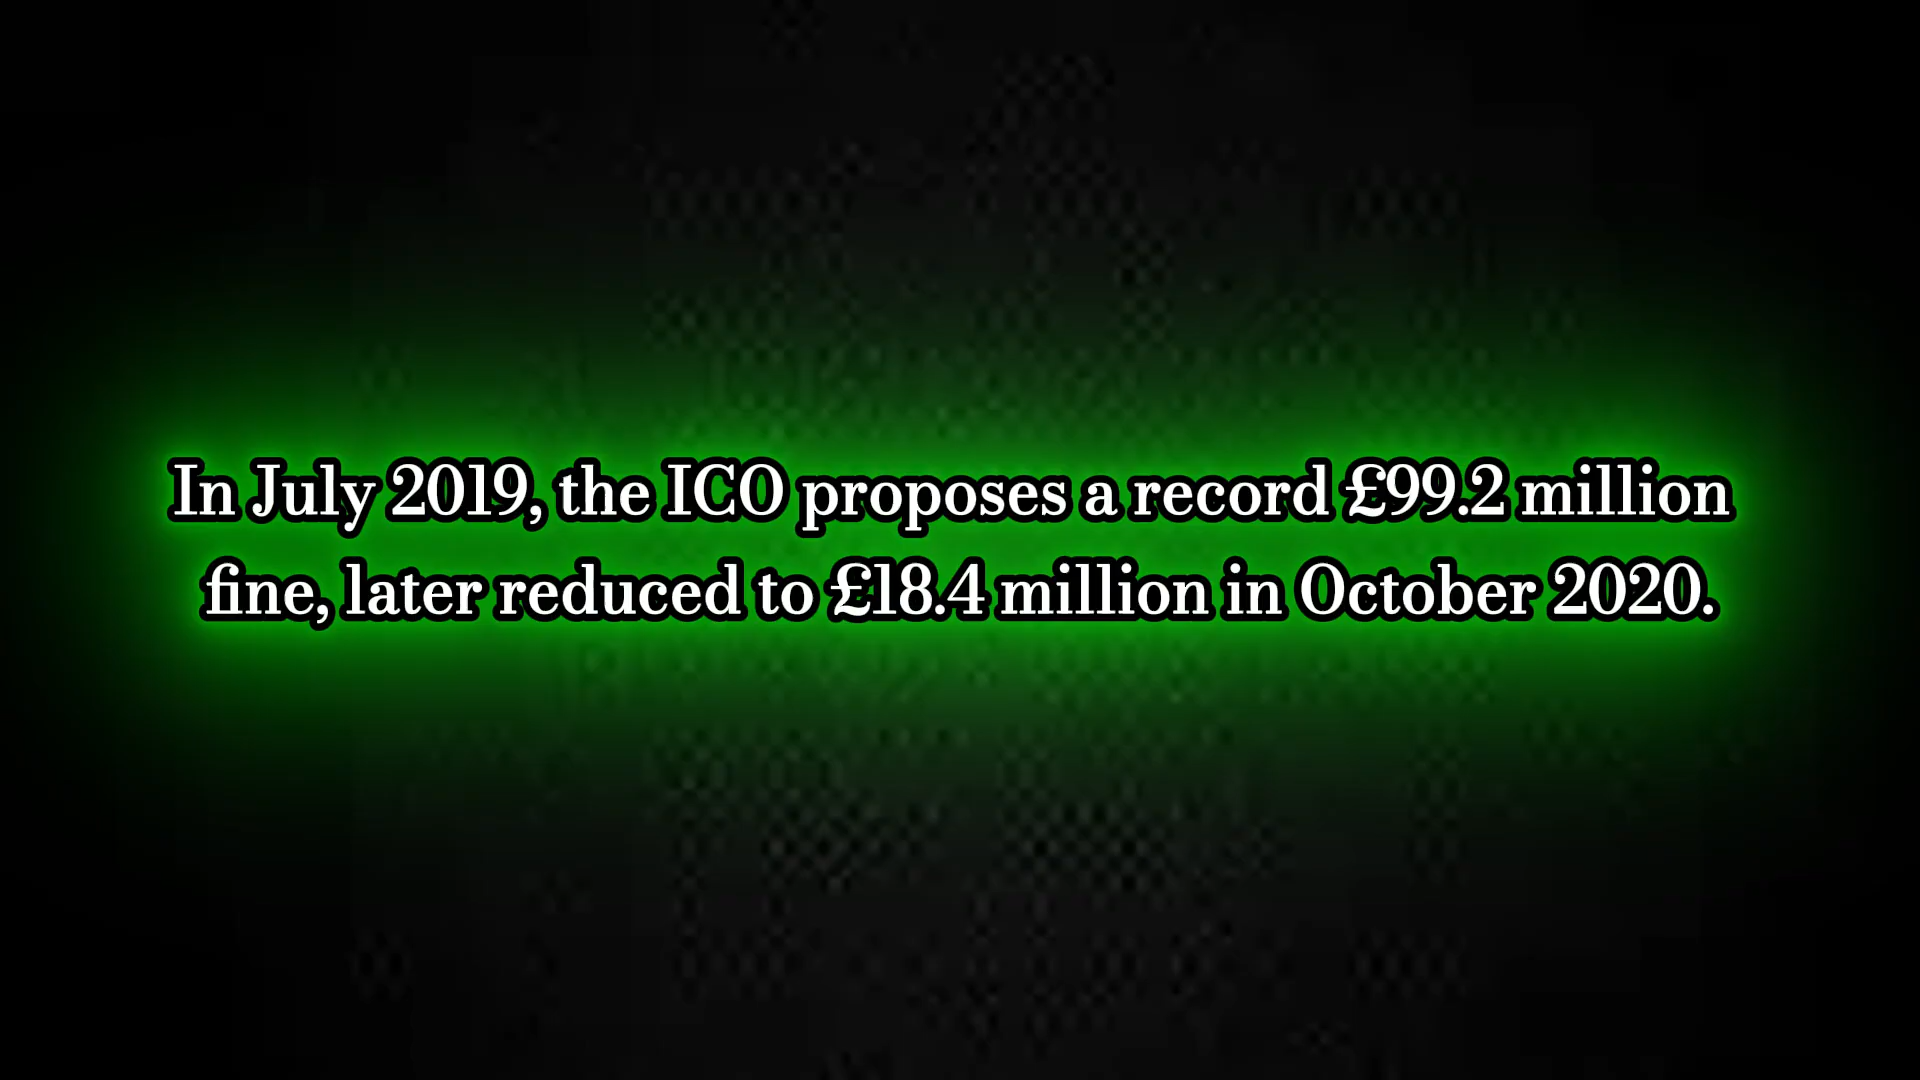 In July 2019, the ICO proposes a record £99.2 million
fine, later reduced to £18.4 million in October 2020.